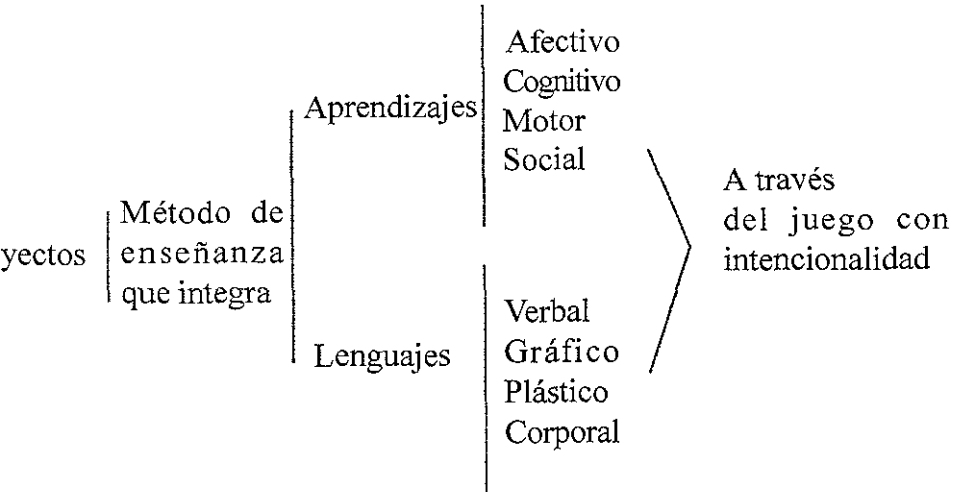 yectos
Método de
enseñanza
que integra
Aprendizajes
Afectivo
Cognitivo
Motor
Social
Lenguajes
Verbal
Gráfico
Plástico
Corporal
A través
del juego con
intencionalidad